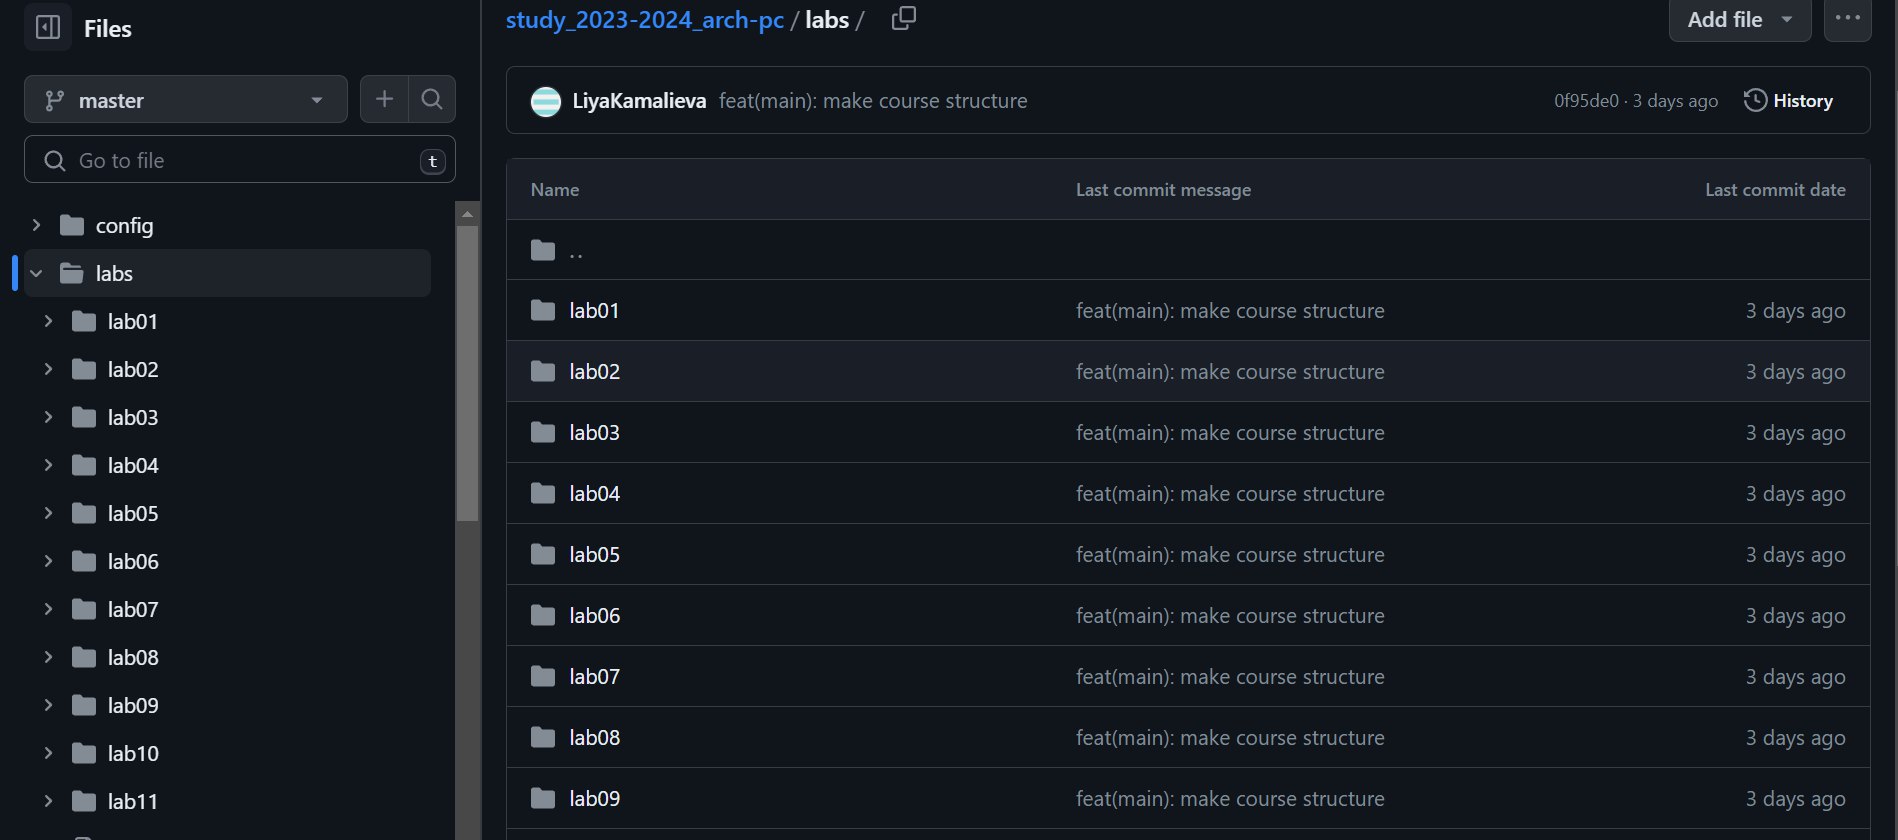 Files
master
Go to file
t
config
labs
lab01
lab02
lab03
lab04
lab05
lab06
lab07
lab08
lab09
lab10
lab11
study_2023-2024_arch-pc / labs /
Add file
LiyaKamalieva feat(main): make course structure 0f95de0 · 3 days ago History
Name Last commit message Last commit date
..
lab01 feat(main): make course structure 3 days ago
lab02 feat(main): make course structure 3 days ago
lab03 feat(main): make course structure 3 days ago
lab04 feat(main): make course structure 3 days ago
lab05 feat(main): make course structure 3 days ago
lab06 feat(main): make course structure 3 days ago
lab07 feat(main): make course structure 3 days ago
lab08 feat(main): make course structure 3 days ago
lab09 feat(main): make course structure 3 days ago